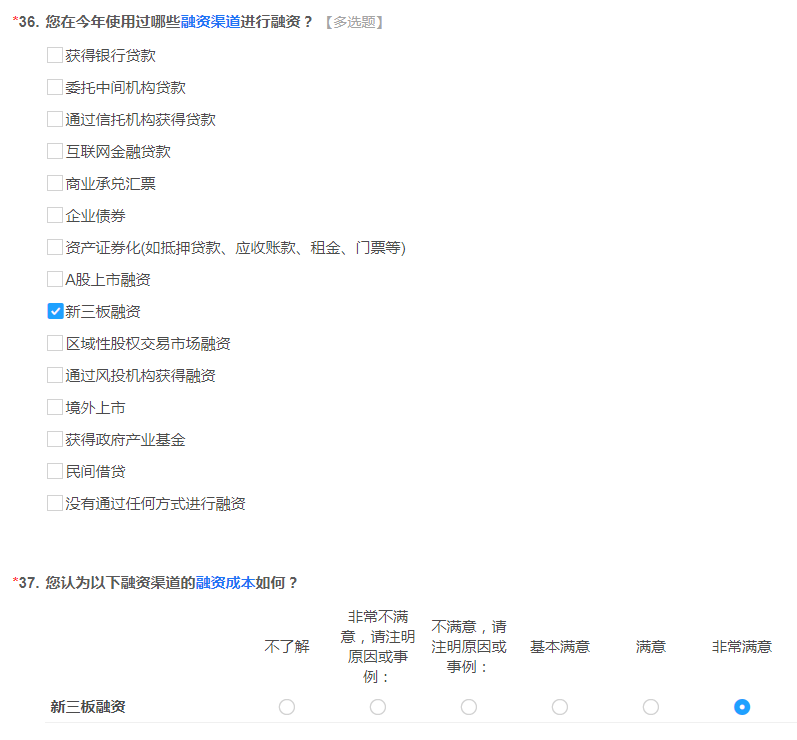 *36. 您在今年使用过哪些融资渠道进行融资？【多选题】
获得银行贷款
委托中间机构贷款
通过信托机构获得贷款
互联网金融贷款
商业承兑汇票
企业债券
资产证券化(如抵押贷款、应收账款、租金、门票等)
A股上市融资
新三板融资
区域性股权交易市场融资
通过风投机构获得融资
境外上市
获得政府产业基金
民间借贷
没有通过任何方式进行融资
*37. 您认为以下融资渠道的融资成本如何？
不了解
非常不满
意，请注明
原因或事
例：
不满意，请
注明原因或
事例：
基本满意
满意
非常满意
新三板融资